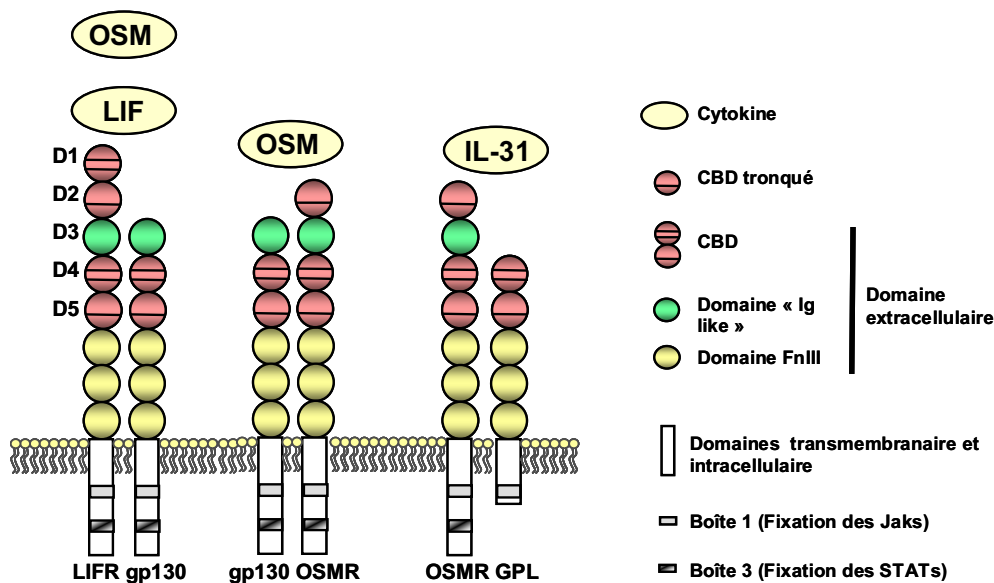 OSM
LIF
D1
D2
D3
D4
D5
LIFR gp130
OSM
gp130 OSMR
IL-31
OSMR GPL
Cytokine
CBD tronqué
CBD
Domaine « Ig
like »
Domaine FnIII
Domaine
extracellulaire
Domaines transmembranaire et
intracellulaire
Boîte 1 (Fixation des Jaks)
Boîte 3 (Fixation des STATs)